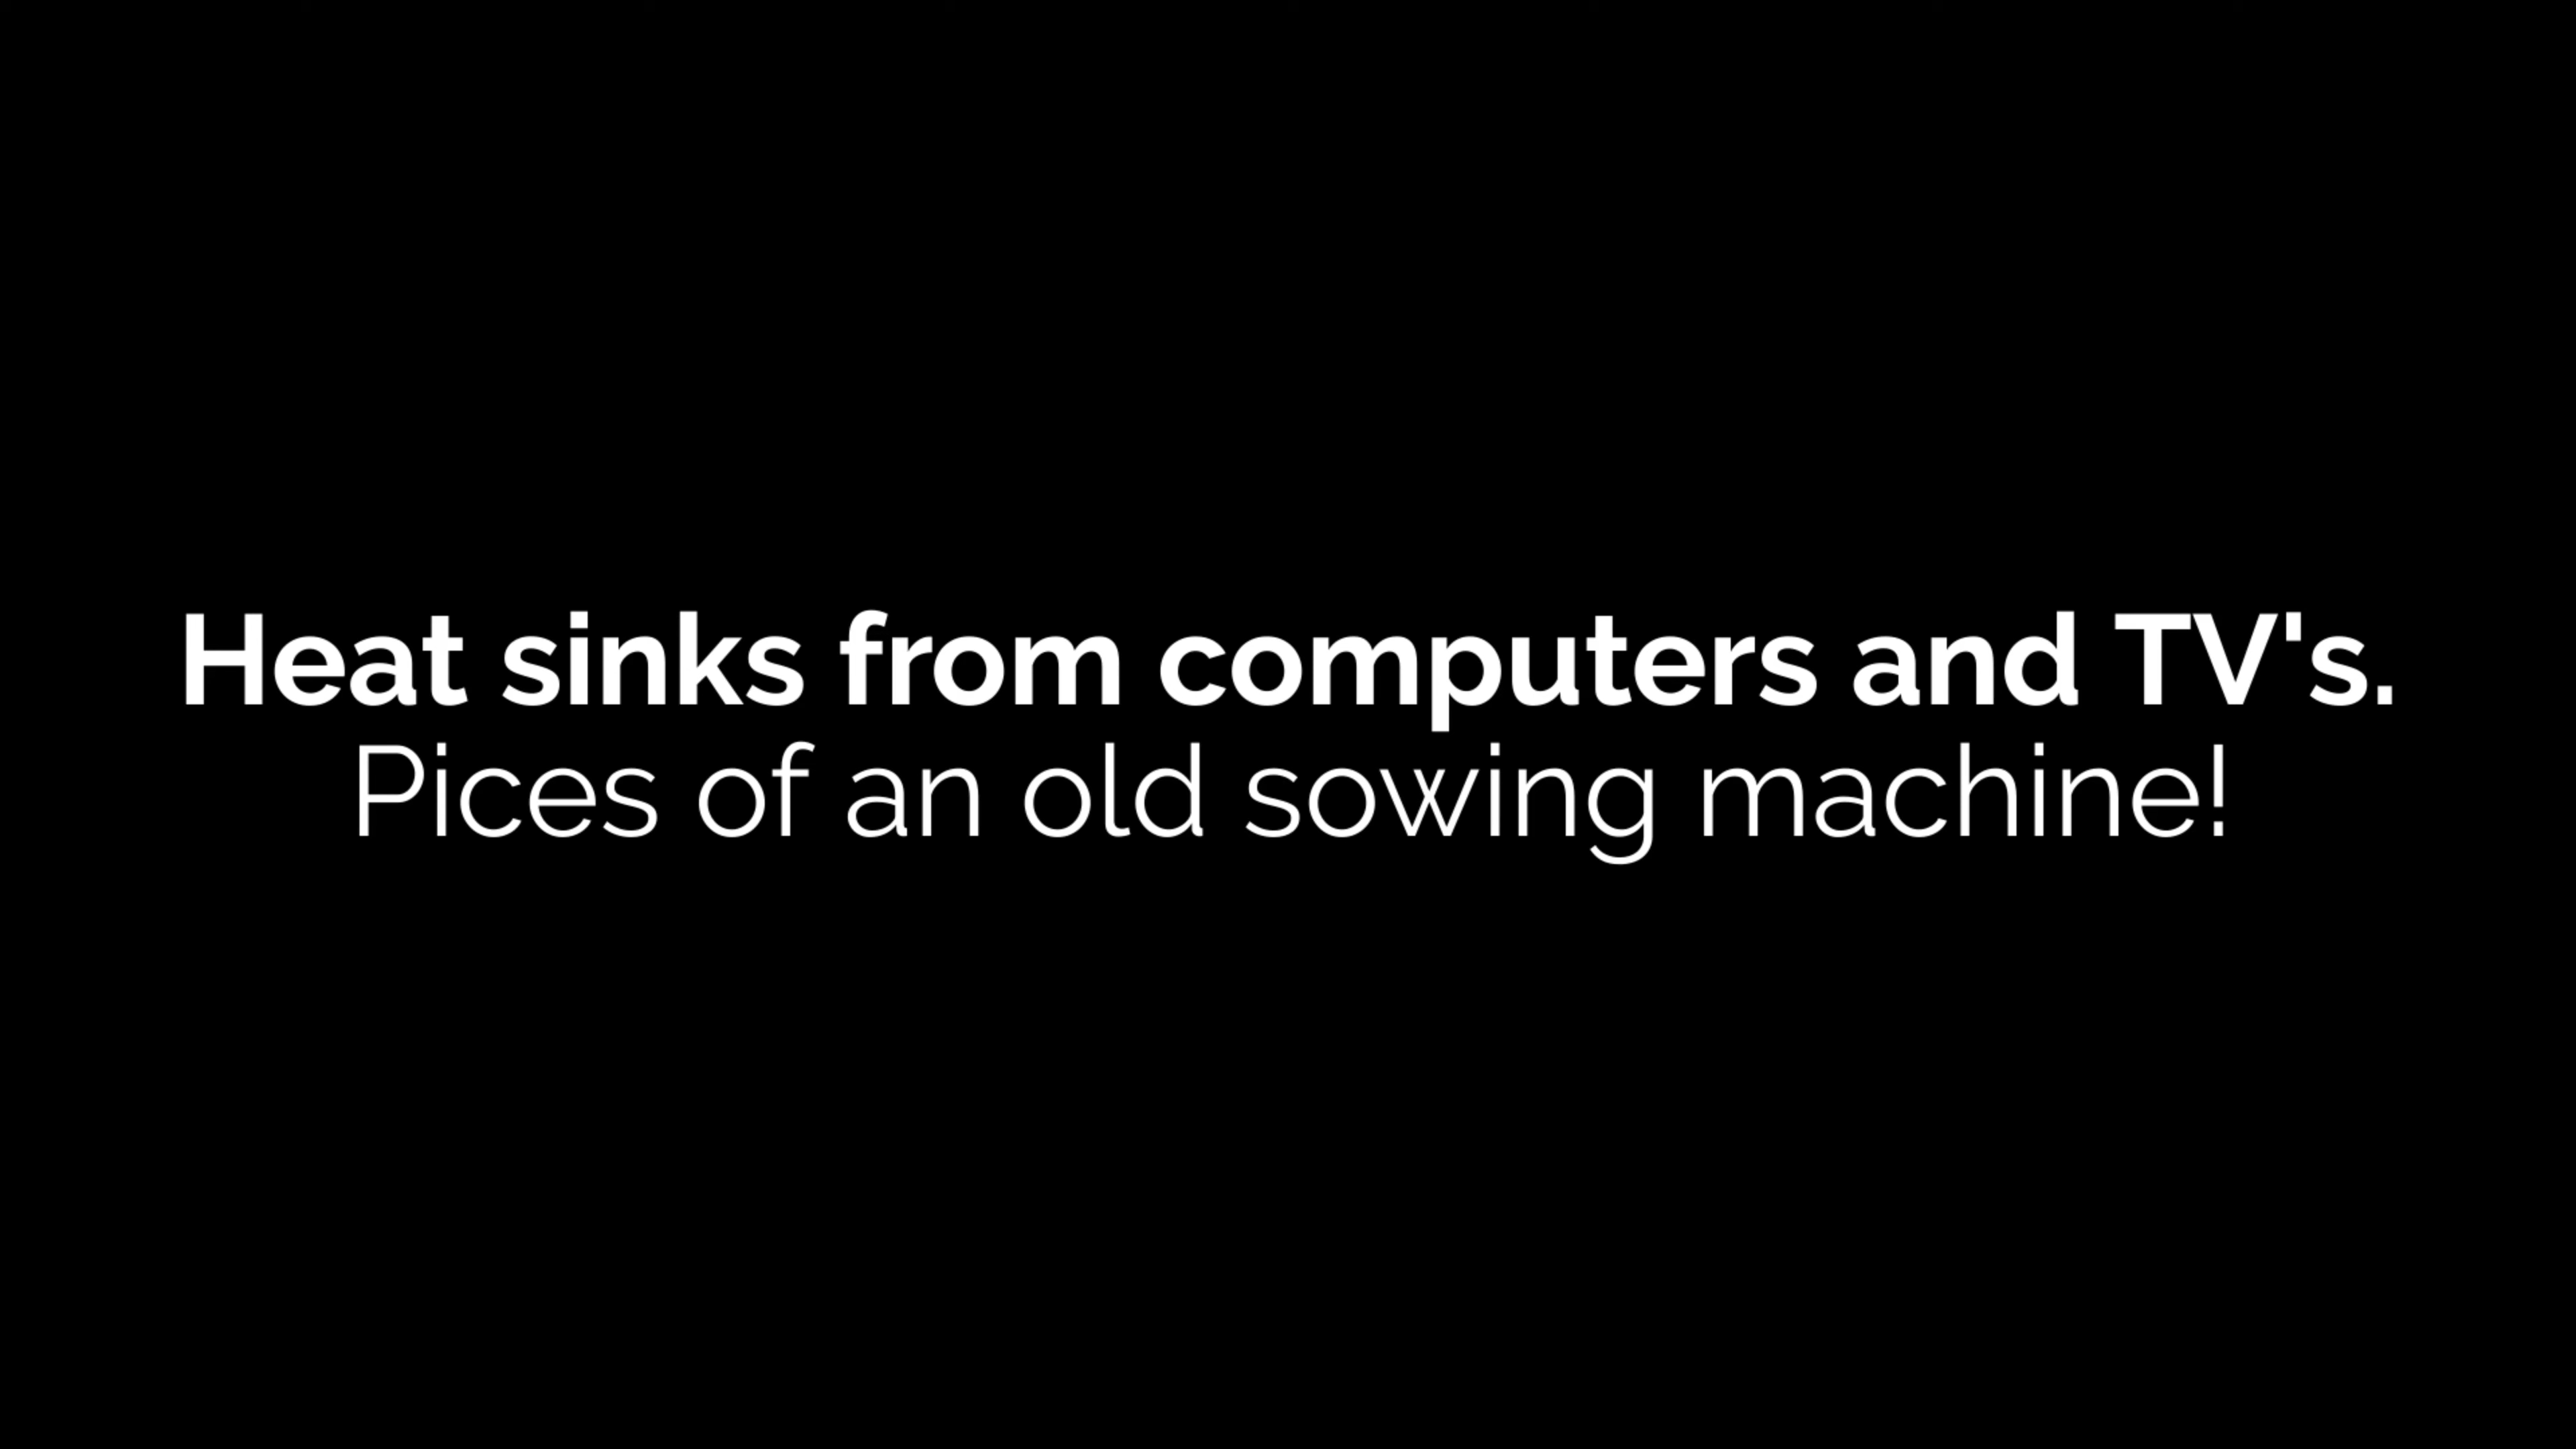 Heat sinks from computers and TV's.
Pices of an old sowing machine!